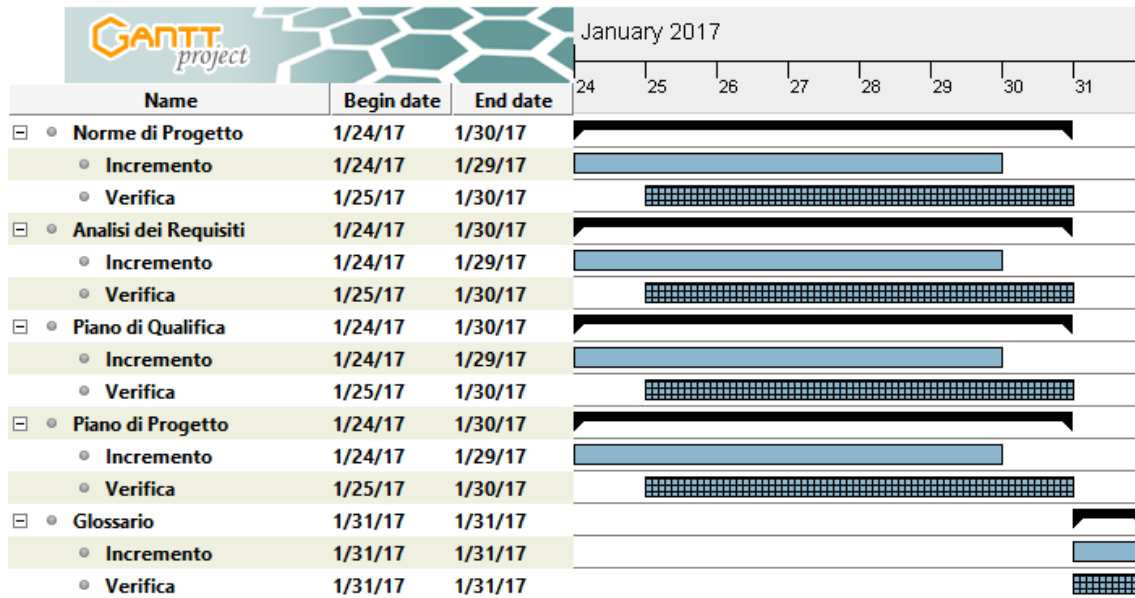 GANTT
project
January 2017
24 25 26 27 28 29 30 31
Name Begin date End date
Norme di Progetto 1/24/17 1/30/17
Incremento 1/24/17 1/29/17
Verifica 1/25/17 1/30/17
Analisi dei Requisiti 1/24/17 1/30/17
Incremento 1/24/17 1/29/17
Verifica 1/25/17 1/30/17
Piano di Qualifica 1/24/17 1/30/17
Incremento 1/24/17 1/29/17
Verifica 1/25/17 1/30/17
Piano di Progetto 1/24/17 1/30/17
Incremento 1/24/17 1/29/17
Verifica 1/25/17 1/30/17
Glossario 1/31/17 1/31/17
Incremento 1/31/17 1/31/17
Verifica 1/31/17 1/31/17